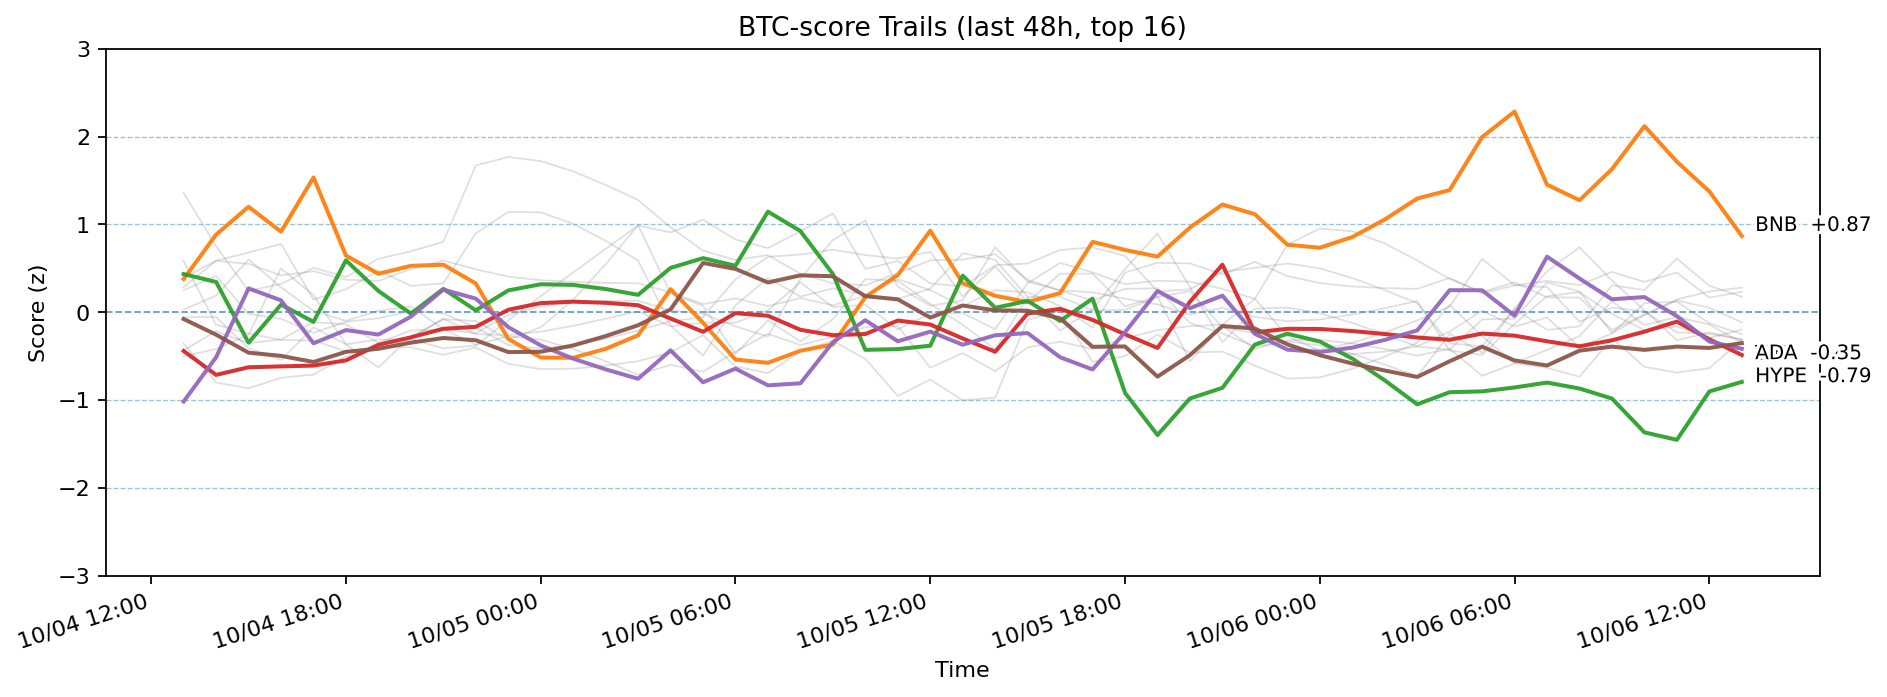 BTC-score Trails (last 48h, top 16)
Score (z)
3
2
1
0
−1
−2
−3
BNB +0.87
ADA -0.35
HYPE -0.79
10/04 12:00
10/04 18:00
10/05 00:00
10/05 06:00
10/05 12:00
10/05 18:00
10/06 00:00
10/06 06:00
10/06 12:00
Time